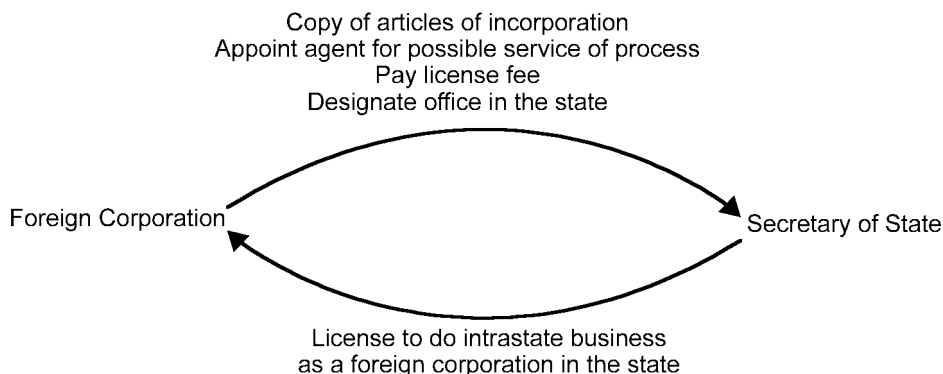 Copy of articles of incorporation
Appoint agent for possible service of process
Pay license fee
Designate office in the state
Foreign Corporation
Secretary of State
License to do intrastate business
as a foreign corporation in the state